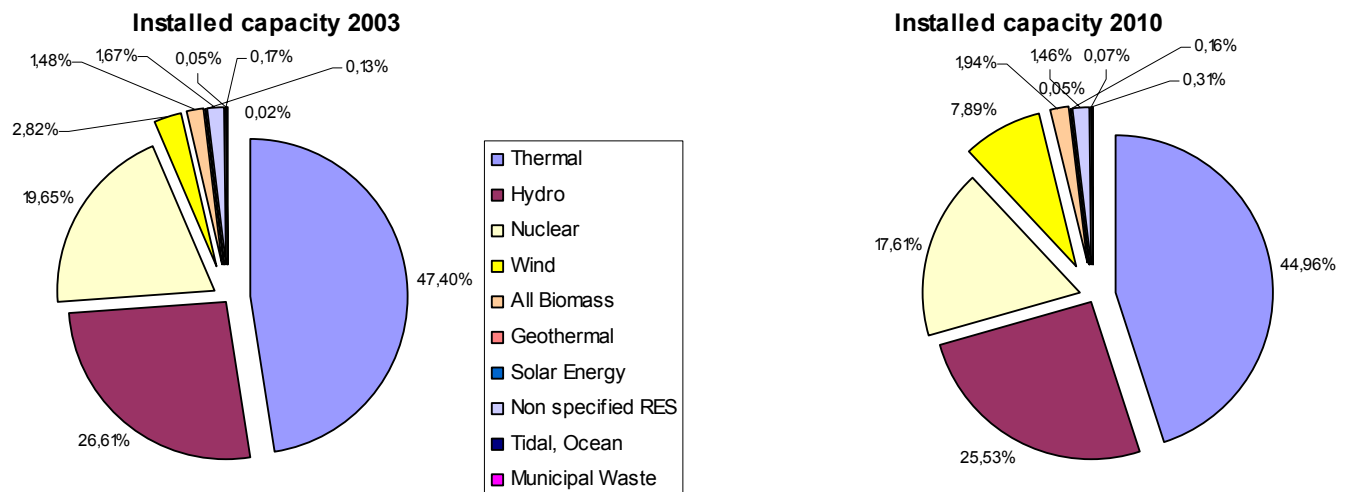 Installed capacity 2003
1,48%
1,67%
0,05%
0,17%
0,13%
0,02%
2,82%
19,65%
47,40%
26,61%
Thermal
Hydro
Nuclear
Wind
All Biomass
Geothermal
Solar Energy
Non specified RES
Tidal, Ocean
Municipal Waste
Installed capacity 2010
1,94%
1,46%
0,07%
0,16%
0,05%
0,31%
7,89%
17,61%
44,96%
25,53%